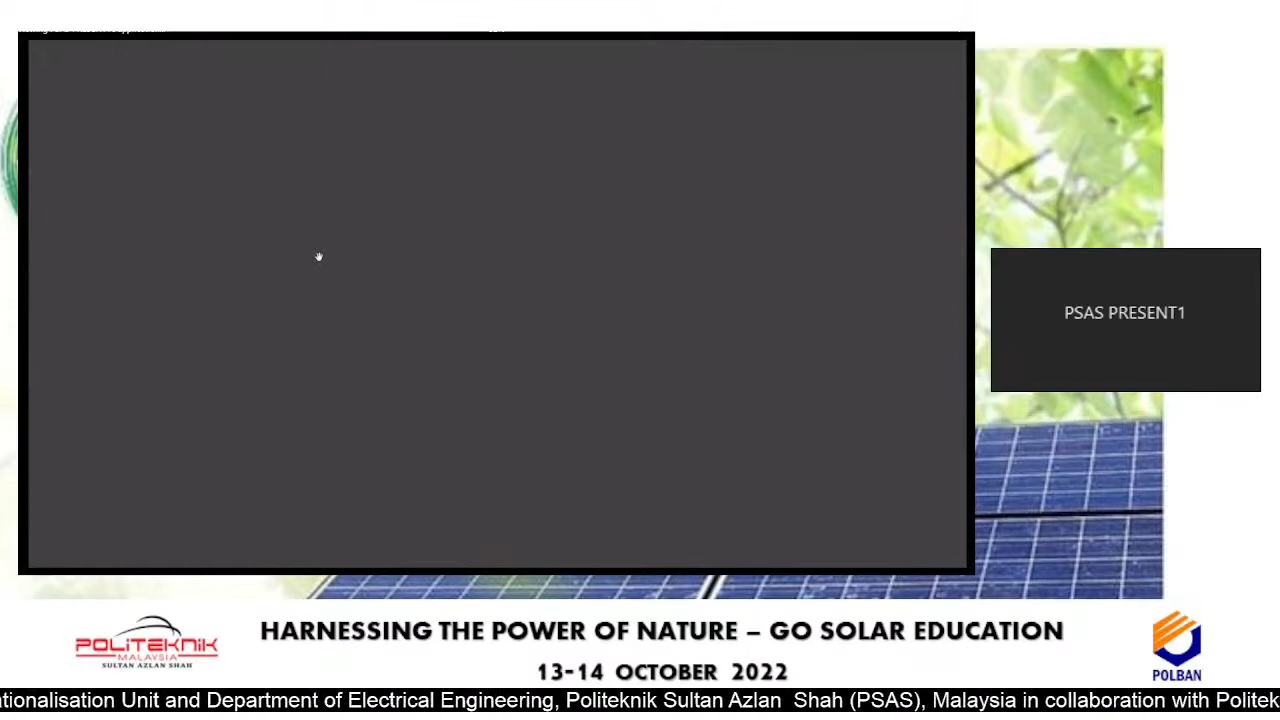 PSAS PRESENT1
POLITEKNIK
MALAYSIA
SULTAN AZLAN SHAH
HARNESSING THE POWER OF NATURE – GO SOLAR EDUCATION
13-14 OCTOBER 2022
POLBAN
ationalisation Unit and Department of Electrical Engineering, Politeknik Sultan Azlan Shah (PSAS), Malaysia in collaboration with Politek